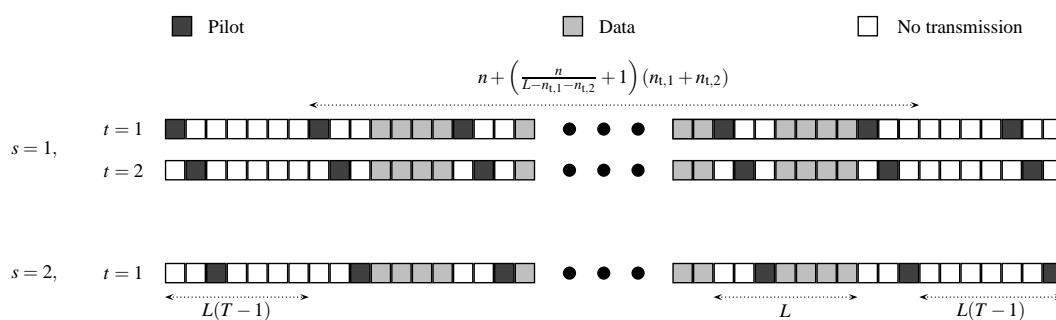 Pilot Data No transmission
n + (n/(L−n_{t,1}−n_{t,2}) + 1) (n_{t,1} + n_{t,2})
s = 1,
t = 1
t = 2
s = 2,
t = 1
L(T − 1)
L
L(T − 1)